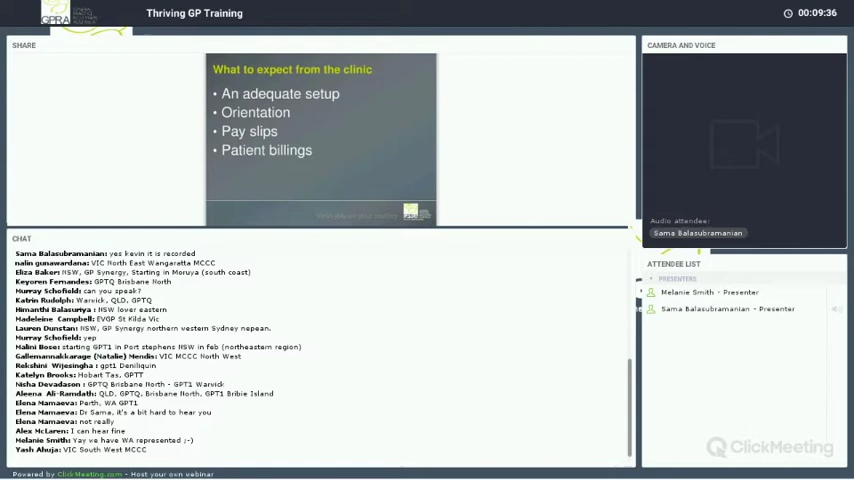 GPRA
Thriving GP Training
00:09:36
SHARE
CAMERA AND VOICE
What to expect from the clinic
• An adequate setup
• Orientation
• Pay slips
• Patient billings
Audio attendee:
Sama Balasubramanian
CHAT
Sama Balasubramanian: yes kevin it is recorded
nalin gunawardana: VIC North East Wangaratta MCCC
Eliza Baker: NSW, GP Synergy, Starting in Moruya (south coast)
Keyoren Fernandes: GPTQ Brisbane North
Murray Schofield: can you speak?
Katrin Rudolph: Warwick, QLD, GPTQ
Himanthi Balasuriya : NSW lover eastern
Madeleine Campbell: EVGP St Kilda Vic
Lauren Dunstan: NSW, GP Synergy northern vestern Sydney nepean.
Murray Schofield: yep
Malini Bose: starting GPT1 in Port stephens NSW in feb (northeastern region)
Gallemannakkarage (Natalie) Mendis: VIC MCCC North West
Rekshini Wijesingha : gpt1 Deniliquin
Katelyn Brooks: Hobart Tas, GPTT
Nisha Devadason : GPTQ Brisbane North - GPT1 Warwick
Aleena Ali-Ramdath: QLD, GPTQ, Brisbane North, GPT1 Bribie Island
Elena Mamaeva: Perth, WA GPT1
Elena Mamaeva: Dr Sama, it's a bit hard to hear you
Elena Mamaeva: not really
Alex McLaren: I can hear fine
Melanie Smith: Yay ve have WA represented ;-)
Yash Ahuja: VIC South West MCCC
ATTENDEE LIST
PRESENTERS
Melanie Smith - Presenter
Sama Balasubramanian - Presenter
ClickMeeting
Powered by ClickMeeting.com - Host your own webinar